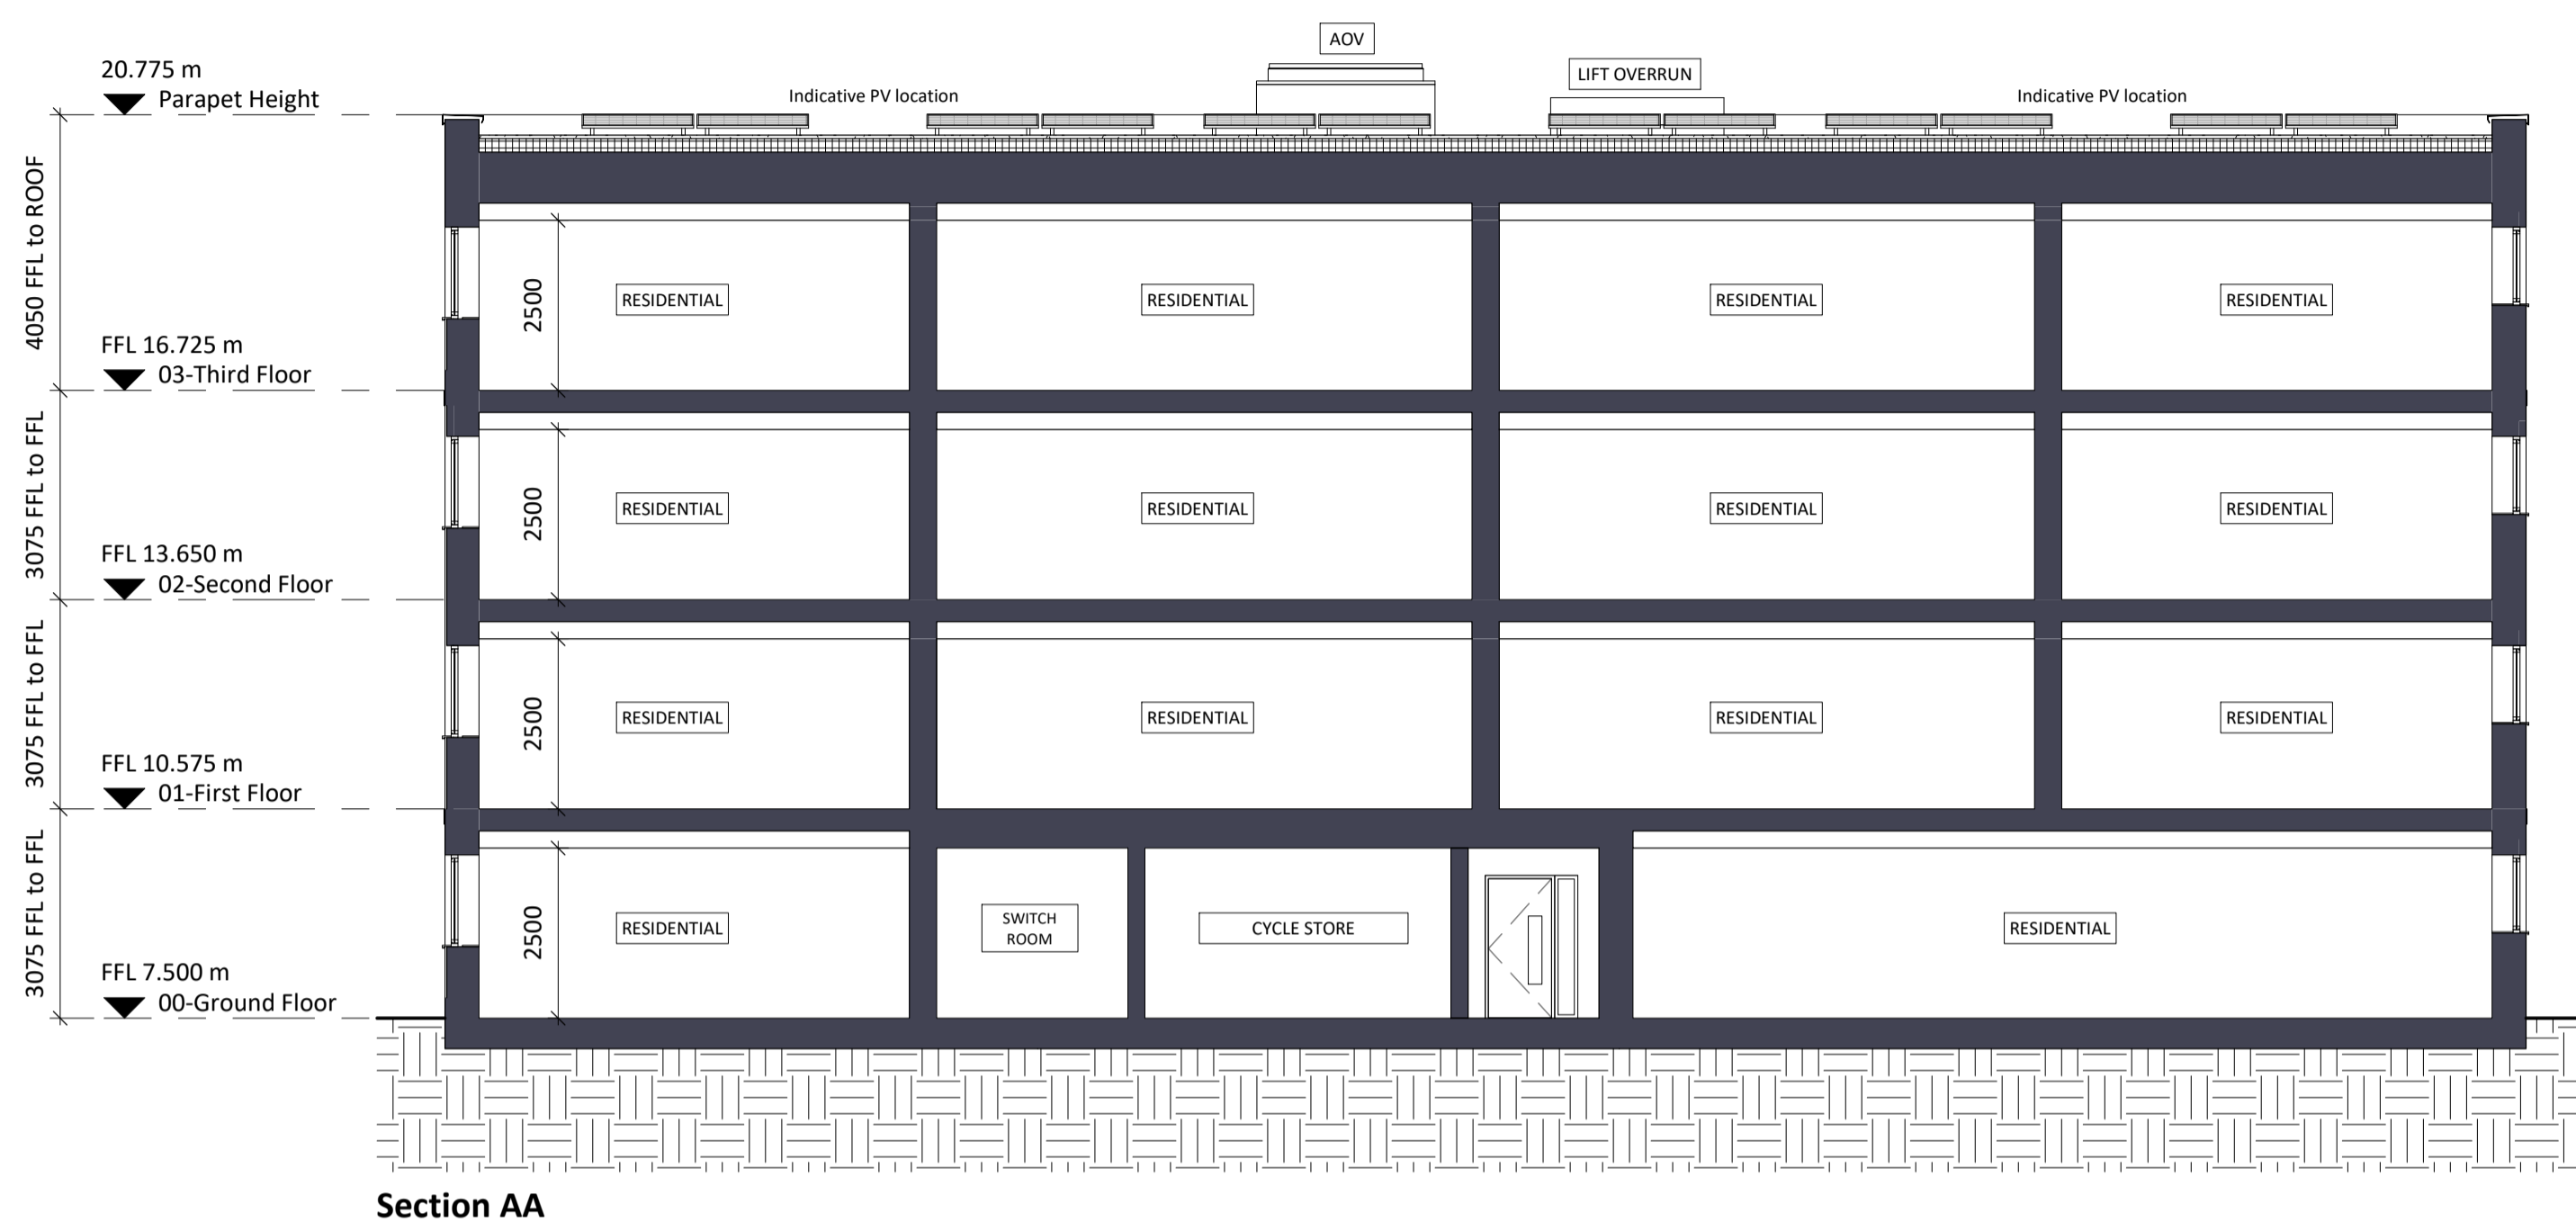 AOV
20.775 m
Parapet Height
Indicative PV location
LIFT OVERRUN
Indicative PV location
4050 FFL to ROOF
2500
RESIDENTIAL
RESIDENTIAL
RESIDENTIAL
RESIDENTIAL
FFL 16.725 m
03-Third Floor
3075 FFL to FFL
2500
RESIDENTIAL
RESIDENTIAL
RESIDENTIAL
RESIDENTIAL
FFL 13.650 m
02-Second Floor
3075 FFL to FFL
2500
RESIDENTIAL
RESIDENTIAL
RESIDENTIAL
RESIDENTIAL
FFL 10.575 m
01-First Floor
3075 FFL to FFL
2500
RESIDENTIAL
SWITCH
ROOM
CYCLE STORE
RESIDENTIAL
FFL 7.500 m
00-Ground Floor
Section AA